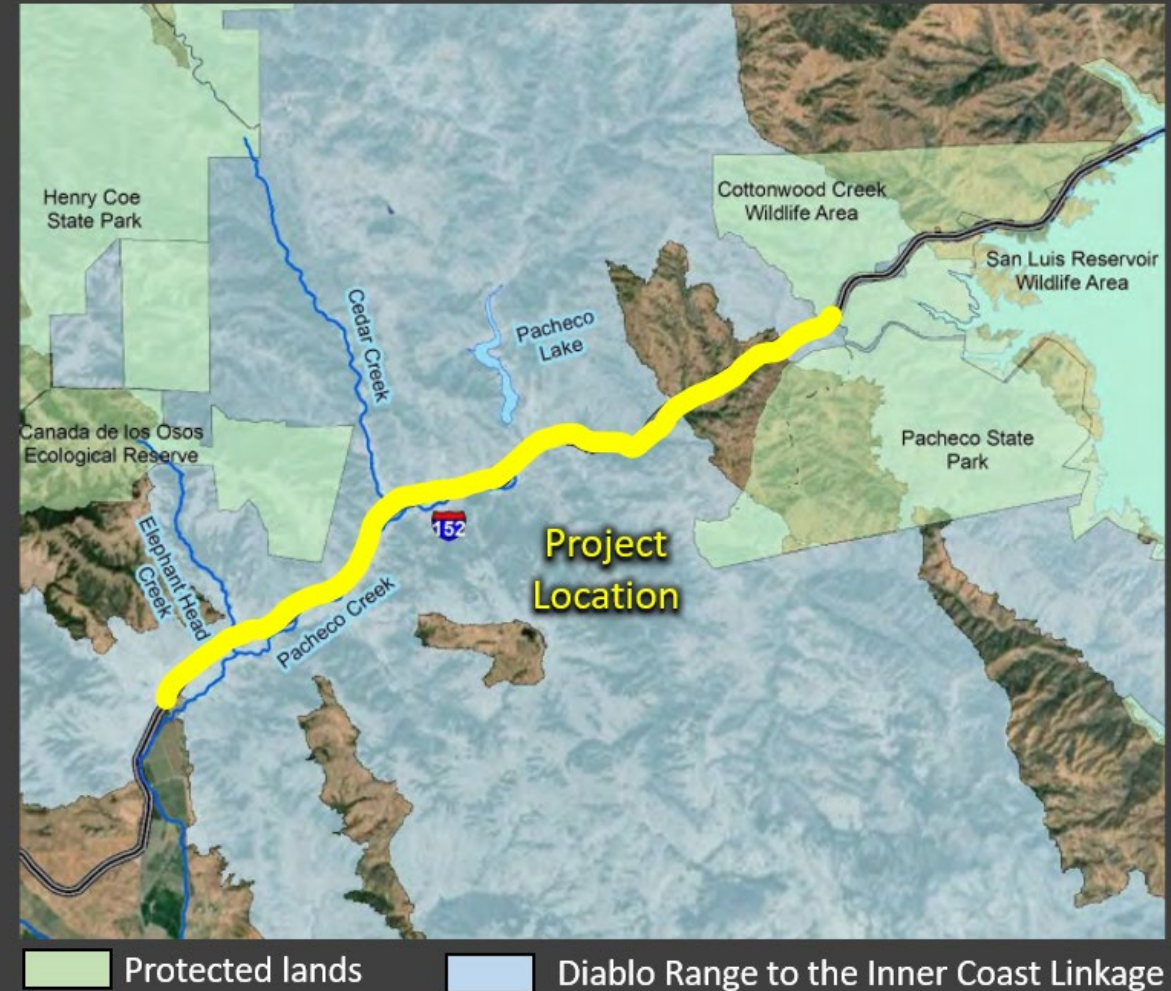 Henry Coe
State Park
Cottonwood Creek
Wildlife Area
San Luis Reservoir
Wildlife Area
Cedar Creek
Pacheco
Lake
Canada de los Osos
Ecological Reserve
Pacheco State
Park
152
Elephant Head
Creek
Project
Location
Pacheco Creek
Protected lands
Diablo Range to the Inner Coast Linkage